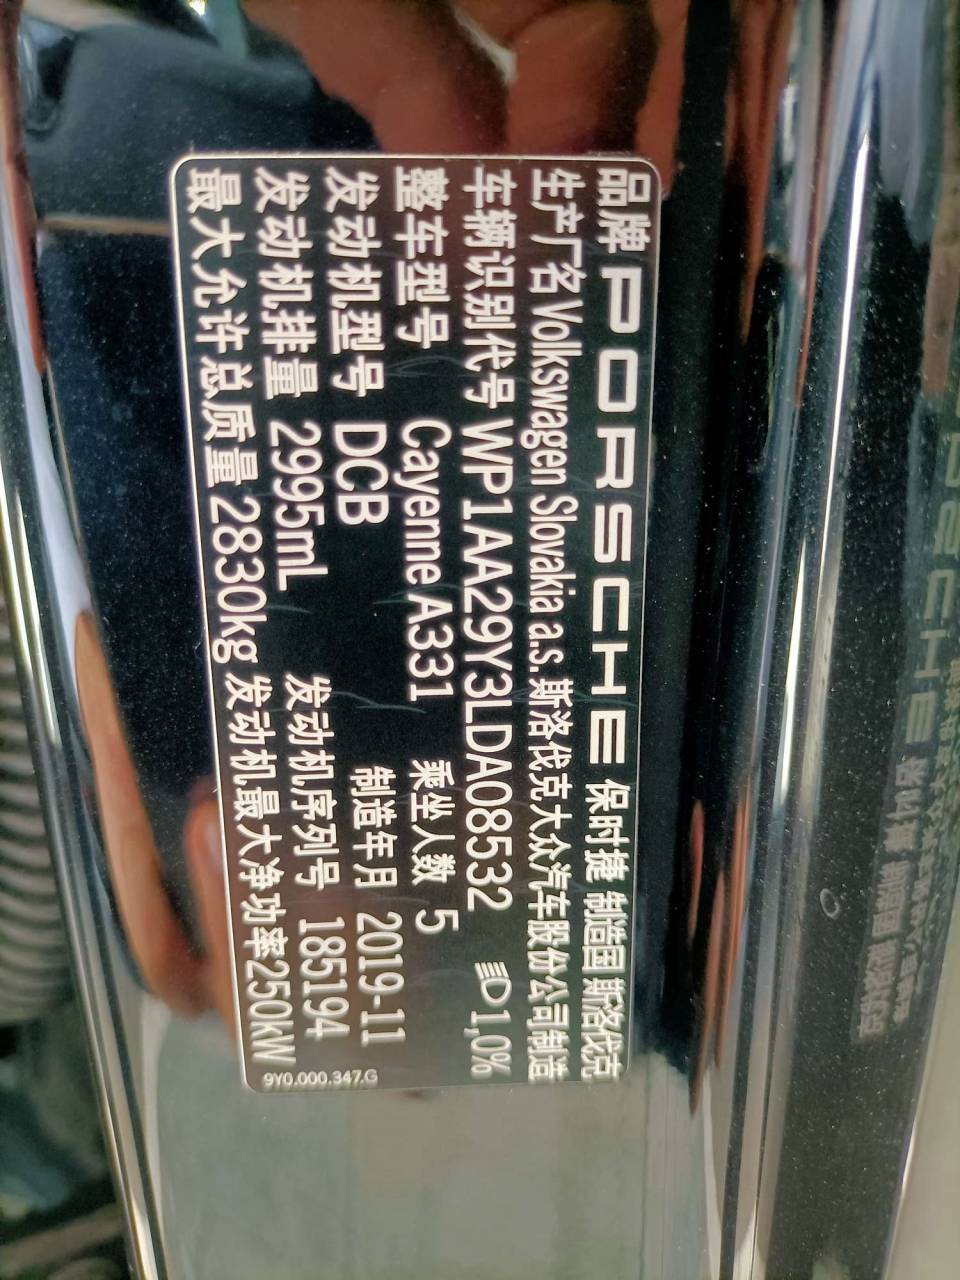 品牌 PORSCHE 保时捷 制造国 斯洛伐克
生产厂名 Volkswagen Slovakia a.s. 斯洛伐克大众汽车股份公司制造
车辆识别代号 WP1AA29Y3LDA08532 1,0%
整车型号 Cayenne A331 乘坐人数 5
发动机型号 DCB 制造年月 2019-11
发动机排量 2995mL 发动机序列号 185194
最大允许总质量 2830kg 发动机最大净功率 250kW
9Y0.000.347.G